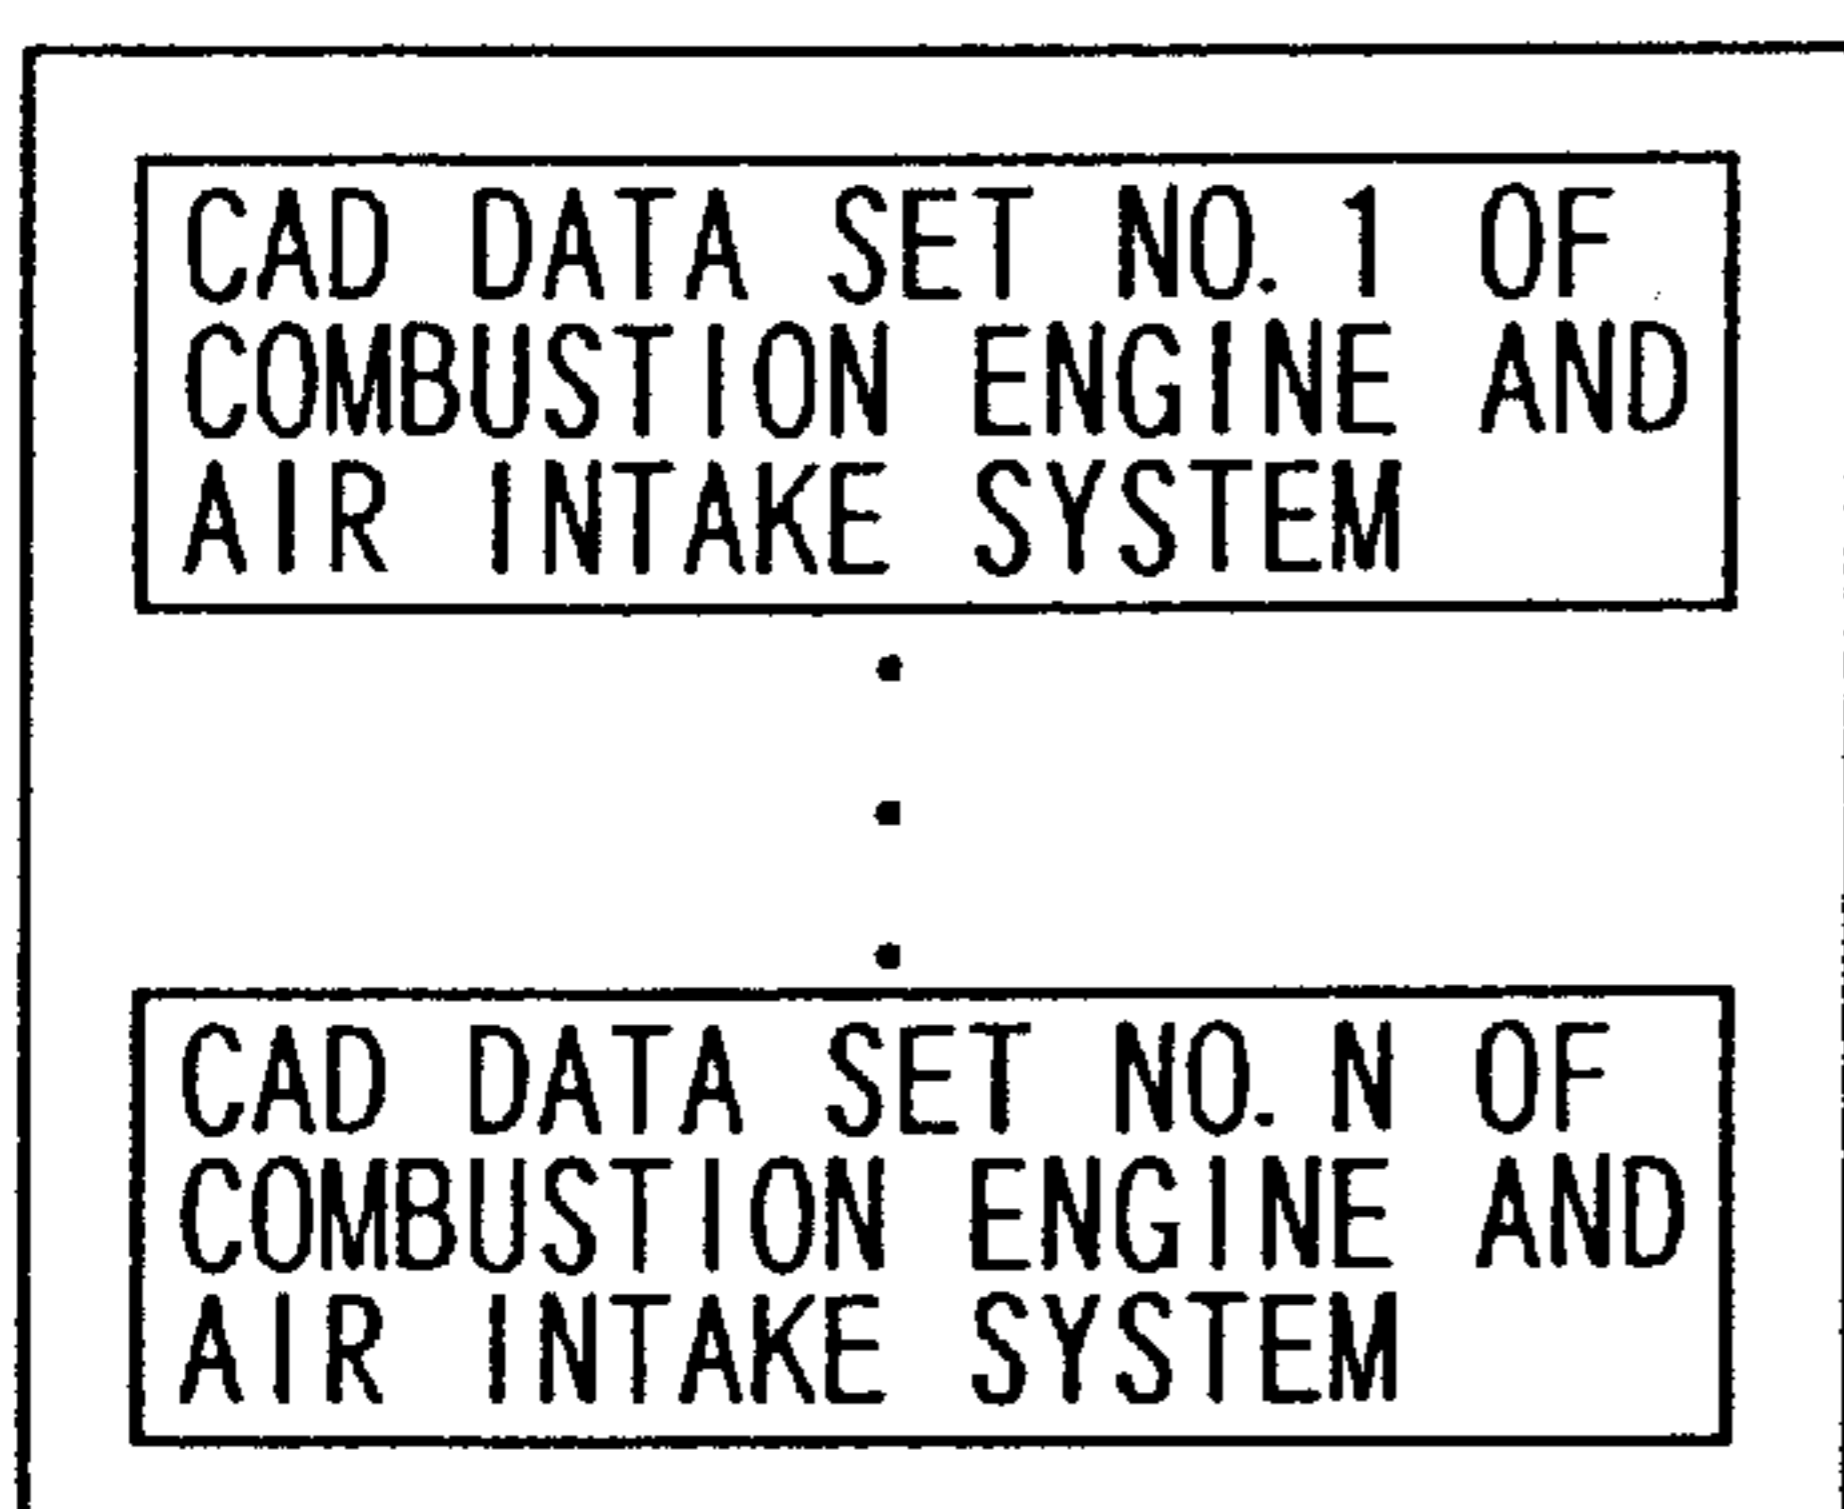 CAD DATA SET NO. 1 OF
COMBUSTION ENGINE AND
AIR INTAKE SYSTEM
CAD DATA SET NO. N OF
COMBUSTION ENGINE AND
AIR INTAKE SYSTEM